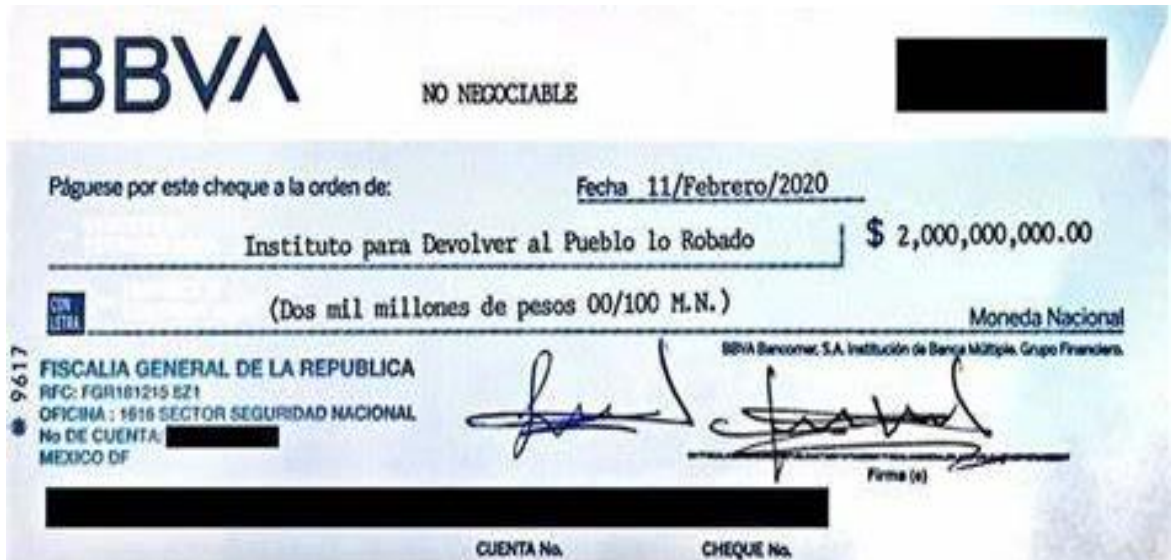 BBVA
NO NEGOCIABLE
Páguese por este cheque a la orden de:
Fecha 11/Febrero/2020
Instituto para Devolver al Pueblo lo Robado
$ 2,000,000,000.00
CON
LETRA
(Dos mil millones de pesos 00/100 M.N.)
Moneda Nacional
BBVA Bancomer, S.A. Institución de Banca Múltiple, Grupo Financiero.
9617
FISCALIA GENERAL DE LA REPUBLICA
RFC: FGR181215 8Z1
OFICINA : 1616 SECTOR SEGURIDAD NACIONAL
No DE CUENTA:
MEXICO DF
Firma (s)
CUENTA No.
CHEQUE No.